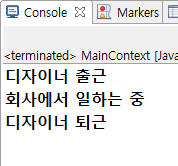 Console Markers
<terminated> MainContext [Java
디자이너 출근
회사에서 일하는 중
디자이너 퇴근